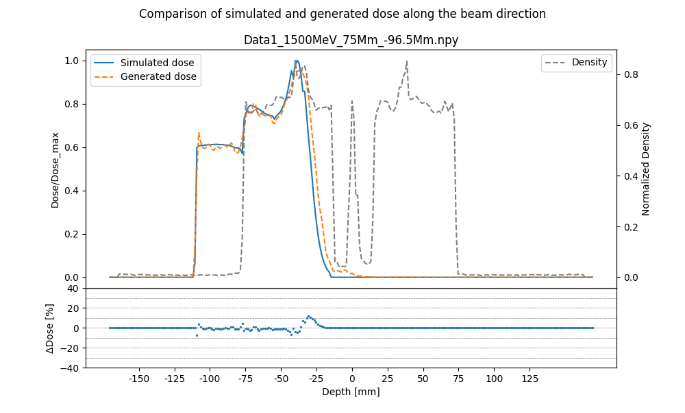 Comparison of simulated and generated dose along the beam direction
Data1_1500MeV_75Mm_-96.5Mm.npy
Simulated dose
Generated dose
Density
Dose/Dose_max
1.0
0.8
0.6
0.4
0.2
0.0
Normalized Density
0.8
0.6
0.4
0.2
0.0
ΔDose [%]
40
20
0
−20
−40
-150 -125 -100 -75 -50 -25 0 25 50 75 100 125
Depth [mm]